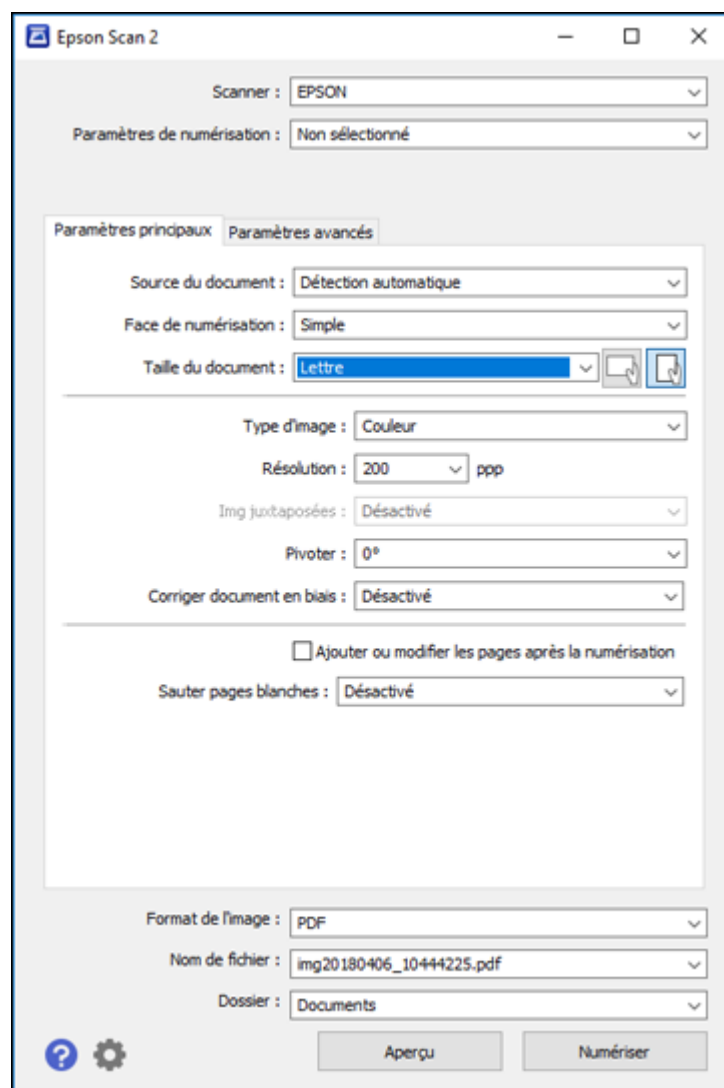 Epson Scan 2
Scanner : EPSON
Paramètres de numérisation : Non sélectionné
Paramètres principaux Paramètres avancés
Source du document : Détection automatique
Face de numérisation : Simple
Taille du document : Lettre
Type d'image : Couleur
Résolution : 200 ppp
Img juxtaposées : Désactivé
Pivoter : 0°
Corriger document en biais : Désactivé
Ajouter ou modifier les pages après la numérisation
Sauter pages blanches : Désactivé
Format de l'image : PDF
Nom de fichier : img20180406_10444225.pdf
Dossier : Documents
? Aperçu Numériser